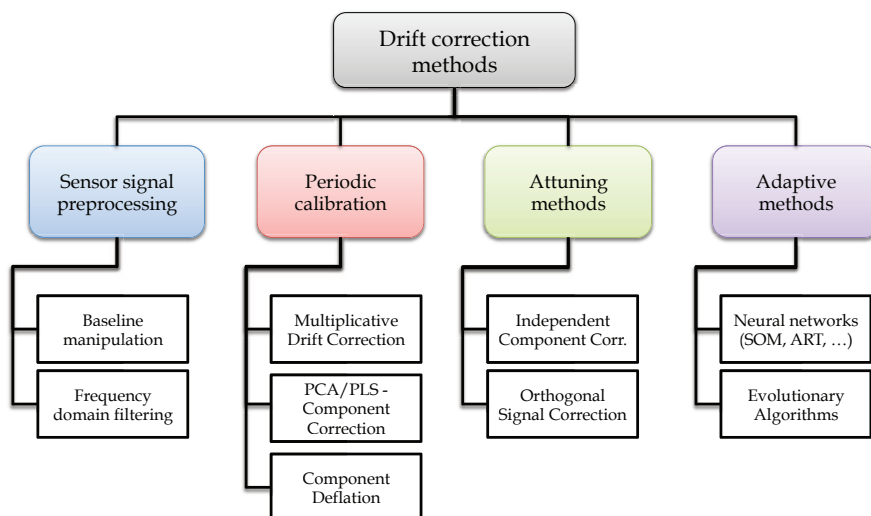 Drift correction
methods
Sensor signal
preprocessing
Periodic
calibration
Attuning
methods
Adaptive
methods
Baseline
manipulation
Frequency
domain filtering
Multiplicative
Drift Correction
PCA/PLS -
Component
Correction
Component
Deflation
Independent
Component Corr.
Orthogonal
Signal Correction
Neural networks
(SOM, ART, …)
Evolutionary
Algorithms